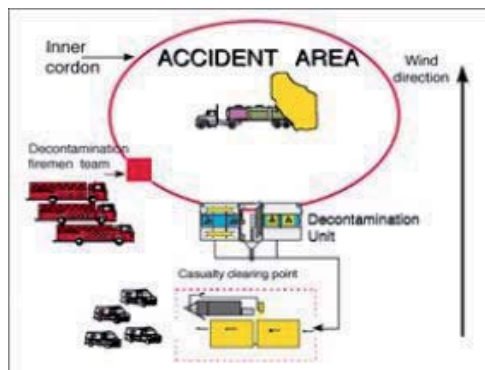 Inner
cordon
ACCIDENT AREA
Wind
direction
Decontamination
firemen team
Decontamination
Unit
Casualty clearing point